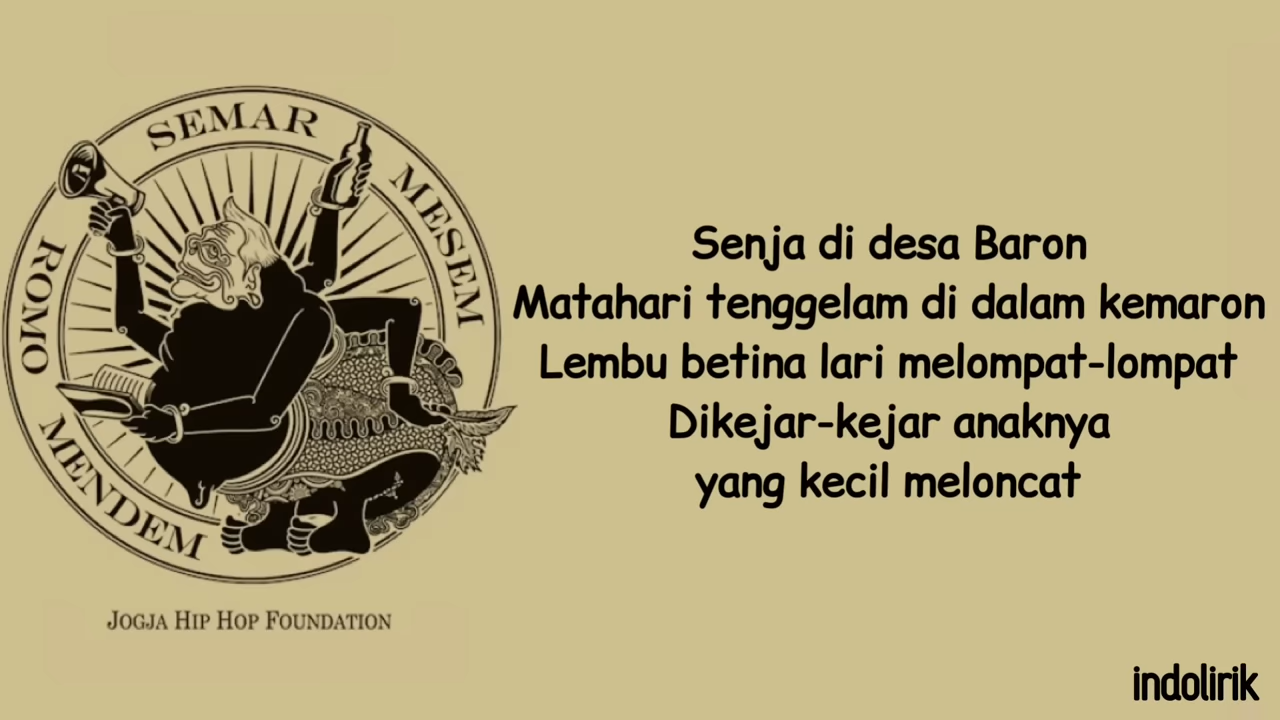 SEMAR MESEM
ROMO MENDEM
JOGJA HIP HOP FOUNDATION
Senja di desa Baron
Matahari tenggelam di dalam kemaron
Lembu betina lari melompat-lompat
Dikejar-kejar anaknya
yang kecil meloncat
indolirik